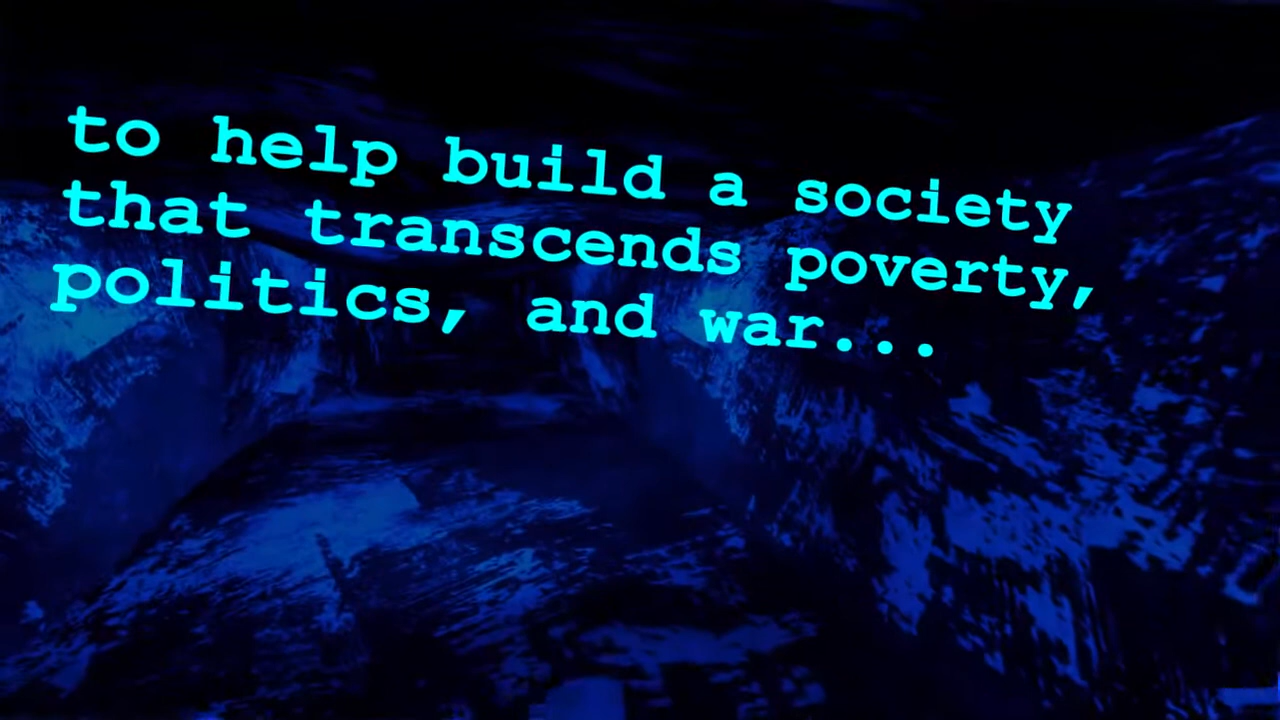 to help build a society
that transcends poverty,
politics, and war...